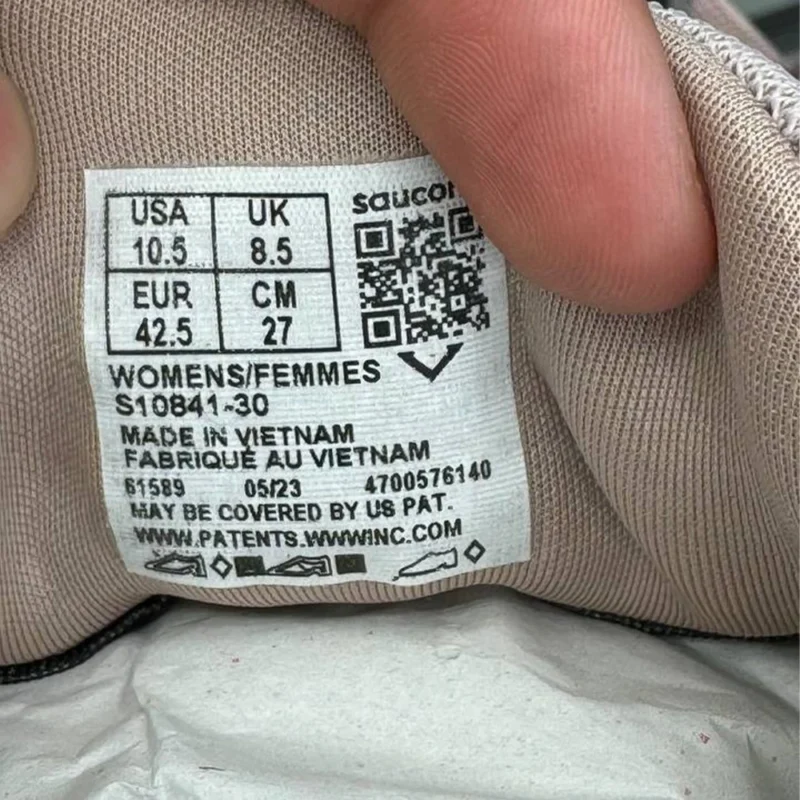 USA UK
10.5 8.5
EUR CM
42.5 27
WOMENS/FEMMES
S10841-30
MADE IN VIETNAM
FABRIQUÉ AU VIETNAM
61589 05/23 4700576140
MAY BE COVERED BY US PAT.
WWW.PATENTS.WWWINC.COM